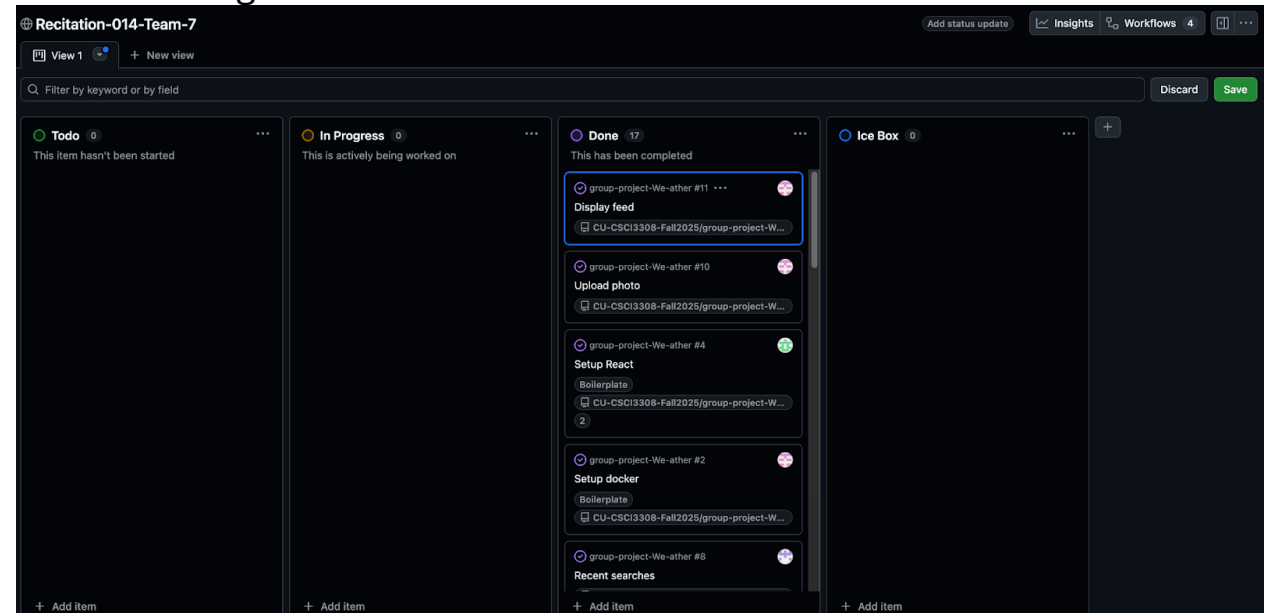 Recitation-014-Team-7
Add status update
Insights
Workflows 4
View 1
+ New view
Filter by keyword or by field
Discard
Save
Todo 0
This item hasn't been started
+ Add item
In Progress 0
This is actively being worked on
+ Add item
Done 17
This has been completed
group-project-We-ather #11
Display feed
CU-CSCI3308-Fall2025/group-project-W...
group-project-We-ather #10
Upload photo
CU-CSCI3308-Fall2025/group-project-W...
group-project-We-ather #4
Setup React
Boilerplate
CU-CSCI3308-Fall2025/group-project-W...
2
group-project-We-ather #2
Setup docker
Boilerplate
CU-CSCI3308-Fall2025/group-project-W...
group-project-We-ather #8
Recent searches
+ Add item
Ice Box 0
+ Add item